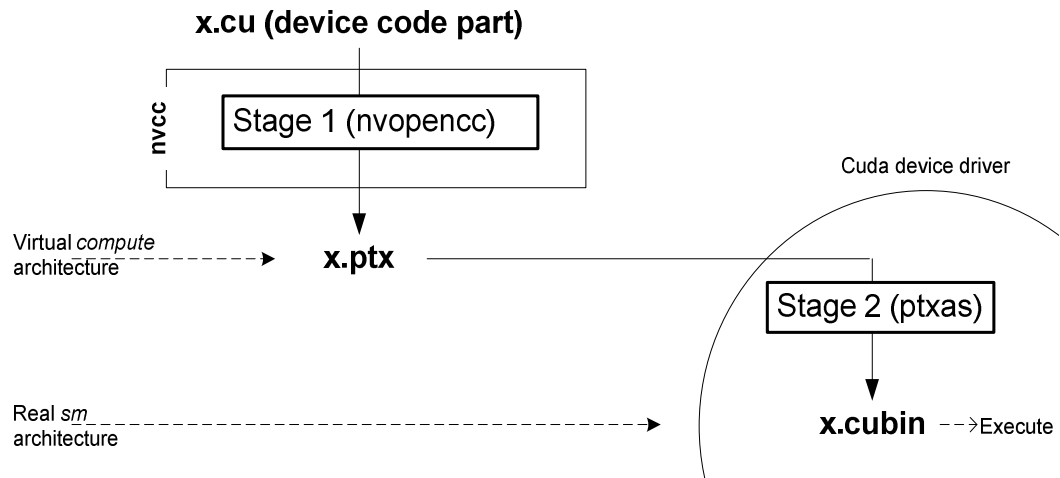 x.cu (device code part)
nvcc
Stage 1 (nvopencc)
Cuda device driver
Virtual compute
architecture
x.ptx
Stage 2 (ptxas)
Real sm
architecture
x.cubin
Execute